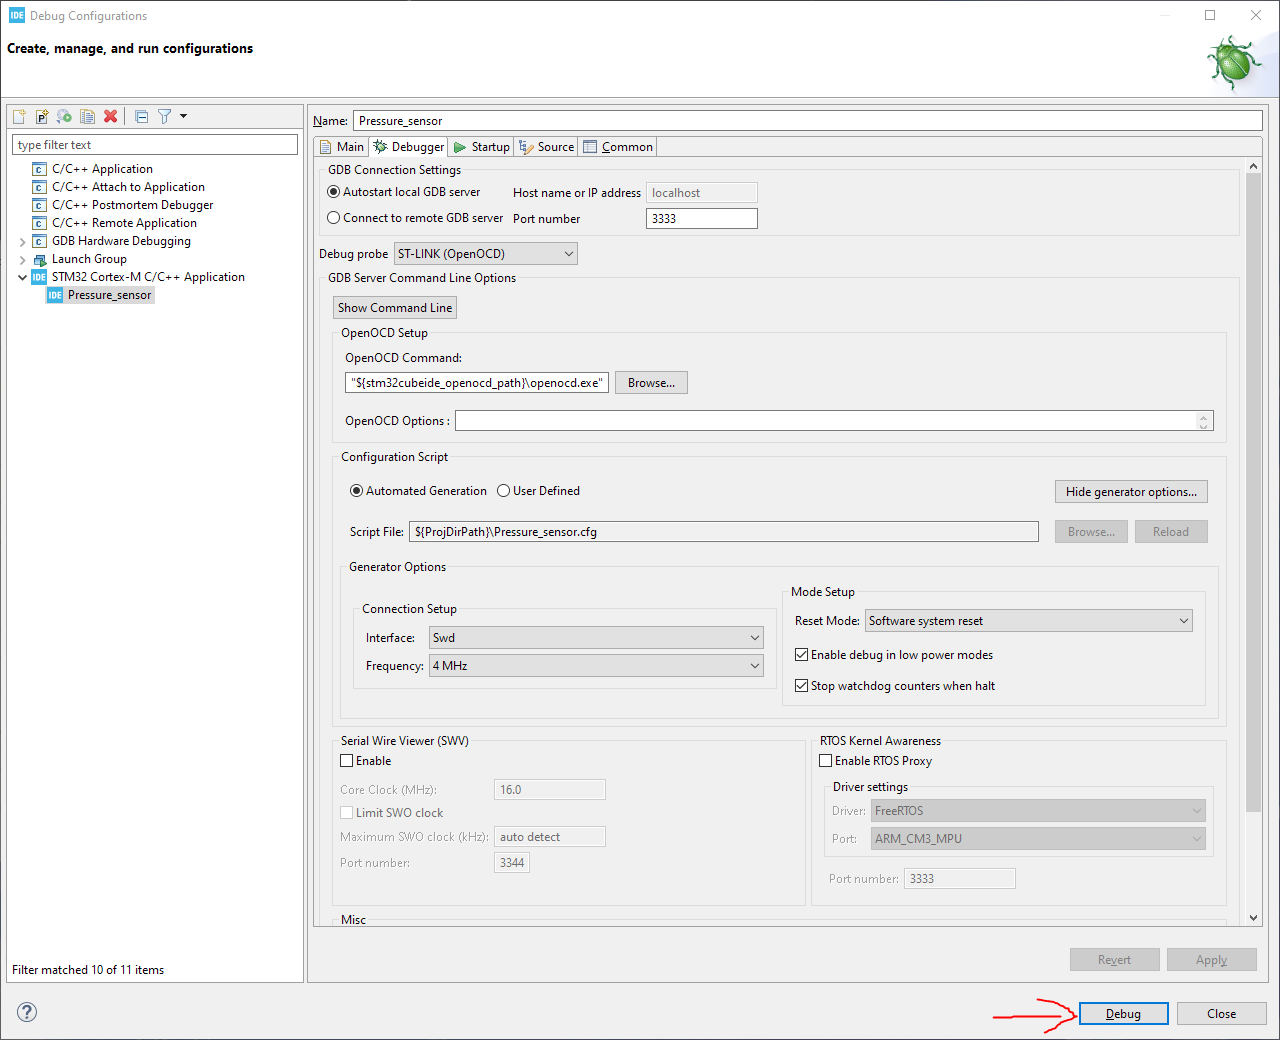 IDE Debug Configurations
Create, manage, and run configurations
type filter text
C/C++ Application
C/C++ Attach to Application
C/C++ Postmortem Debugger
C/C++ Remote Application
GDB Hardware Debugging
Launch Group
IDE STM32 Cortex-M C/C++ Application
IDE Pressure_sensor
Filter matched 10 of 11 items
Name: Pressure_sensor
Main Debugger Startup Source Common
GDB Connection Settings
Autostart local GDB server Host name or IP address localhost
Connect to remote GDB server Port number 3333
Debug probe ST-LINK (OpenOCD)
GDB Server Command Line Options
Show Command Line
OpenOCD Setup
OpenOCD Command:
"${stm32cubeide_openocd_path}\openocd.exe" Browse...
OpenOCD Options :
Configuration Script
Automated Generation User Defined Hide generator options...
Script File: ${ProjDirPath}\Pressure_sensor.cfg Browse... Reload
Generator Options
Connection Setup
Interface: Swd
Frequency: 4 MHz
Mode Setup
Reset Mode: Software system reset
Enable debug in low power modes
Stop watchdog counters when halt
Serial Wire Viewer (SWV)
Enable
Core Clock (MHz): 16.0
Limit SWO clock
Maximum SWO clock (kHz): auto detect
Port number: 3344
RTOS Kernel Awareness
Enable RTOS Proxy
Driver settings
Driver: FreeRTOS
Port: ARM_CM3_MPU
Port number: 3333
Misc
Revert Apply
Debug Close